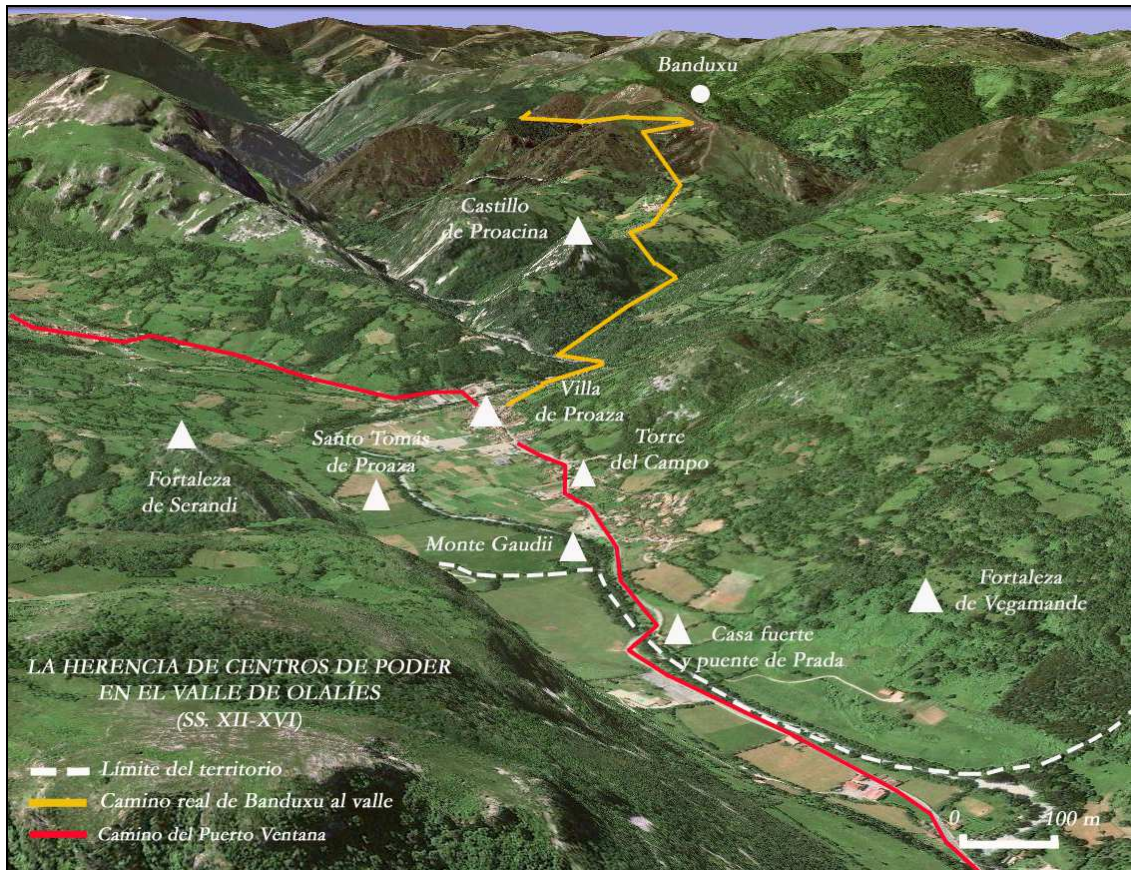 Banduxu
Castillo
de Proacina
Villa
de Proaza
Santo Tomás
de Proaza
Torre
del Campo
Fortaleza
de Serandi
Monte Gaudii
Fortaleza
de Vegamande
Casa fuerte
y puente de Prada
LA HERENCIA DE CENTROS DE PODER
EN EL VALLE DE OLALÍES
(SS. XII-XVI)
Límite del territorio
Camino real de Banduxu al valle
Camino del Puerto Ventana
0 100 m